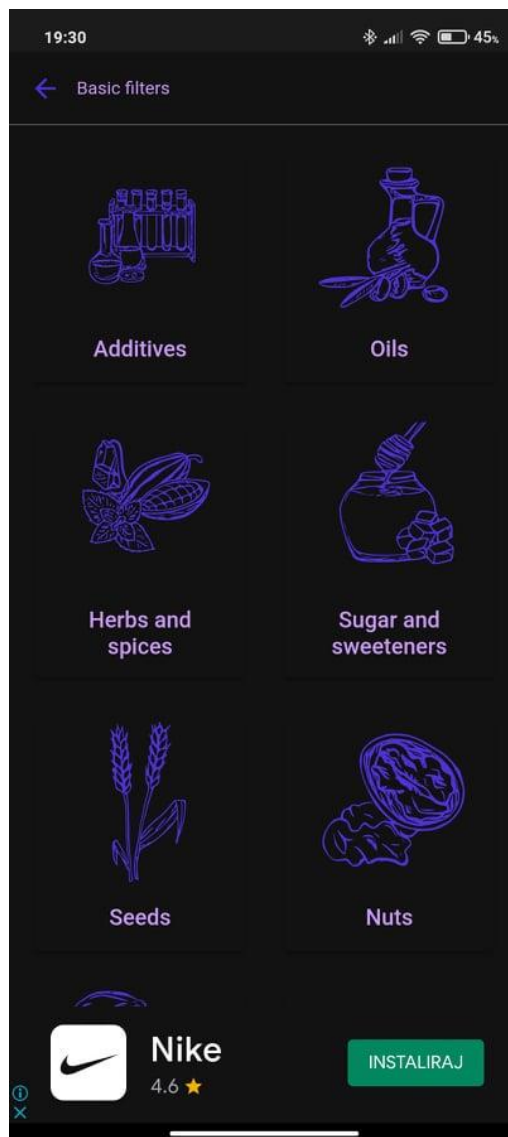 19:30
45%
Basic filters
Additives
Oils
Herbs and
spices
Sugar and
sweeteners
Seeds
Nuts
Nike
4.6
INSTALIRAJ